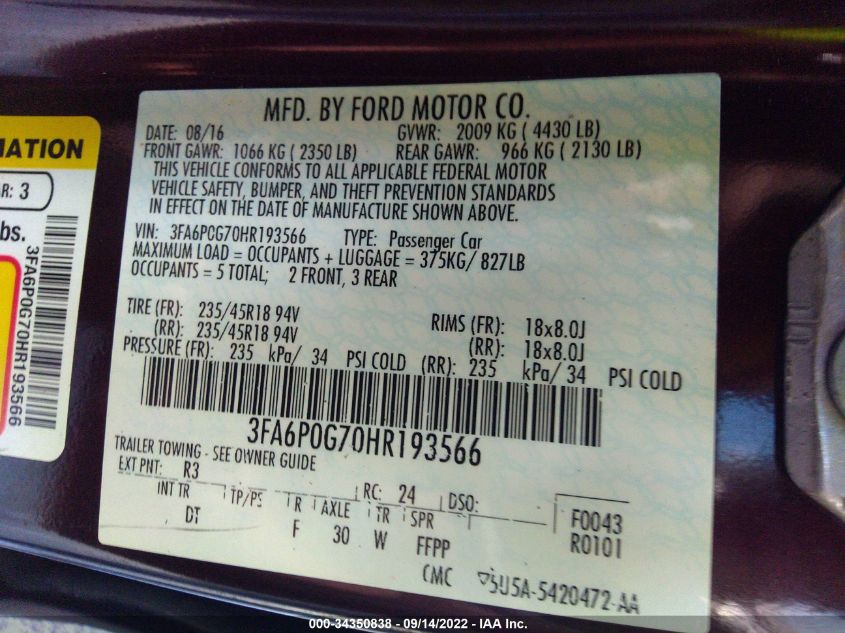 MFD. BY FORD MOTOR CO.
DATE: 08/16 GVWR: 2009 KG ( 4430 LB)
FRONT GAWR: 1066 KG ( 2350 LB) REAR GAWR: 966 KG ( 2130 LB)
THIS VEHICLE CONFORMS TO ALL APPLICABLE FEDERAL MOTOR
VEHICLE SAFETY, BUMPER, AND THEFT PREVENTION STANDARDS
IN EFFECT ON THE DATE OF MANUFACTURE SHOWN ABOVE.
VIN: 3FA6P0G70HR193566 TYPE: Passenger Car
MAXIMUM LOAD = OCCUPANTS + LUGGAGE = 375KG/ 827LB
OCCUPANTS = 5 TOTAL; 2 FRONT, 3 REAR
TIRE (FR): 235/45R18 94V RIMS (FR): 18x8.0J
(RR): 235/45R18 94V (RR): 18x8.0J
PRESSURE (FR): 235 kPa/ 34 PSI COLD (RR): 235 kPa/ 34 PSI COLD
3FA6P0G70HR193566
TRAILER TOWING - SEE OWNER GUIDE
EXT PNT: R3 RC: 24 DSO:
INT TR TP/PS R AXLE TR SPR F0043
DT F 30 W FFPP R0101
CMC 5U5A-5420472-AA
MATION
AR: 3
bs.
3FA6P0G70HR193566
000-34350838 - 09/14/2022 - IAA Inc.